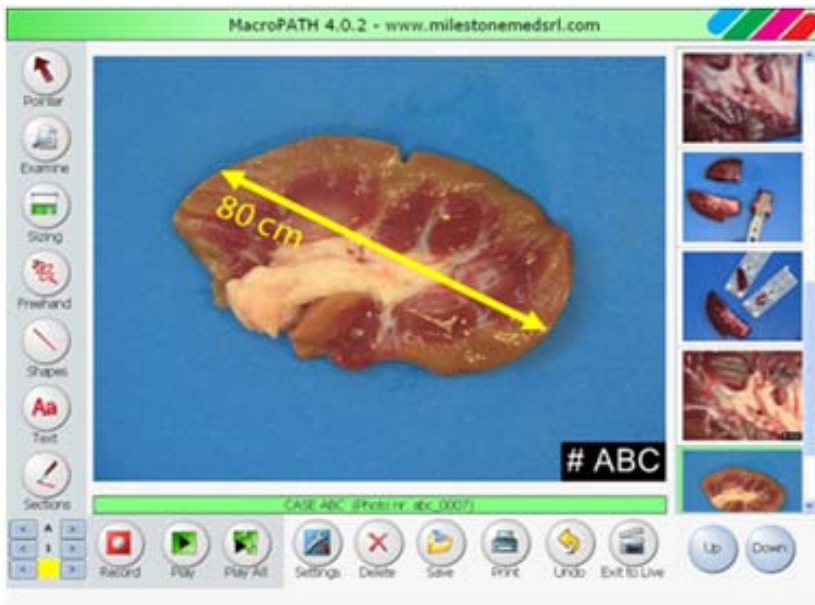 MacroPATH 4.0.2 - www.milestonemedsrl.com
Pointer
Examine
Sizing
Freehand
Shapes
Text
Aa
Sections
80 cm
# ABC
CASE ABC (Photo nr. abc_0007)
< A >
< 1 >
< >
Record
Play
Play All
Settings
Delete
Save
Print
Undo
Exit to Live
Up
Down